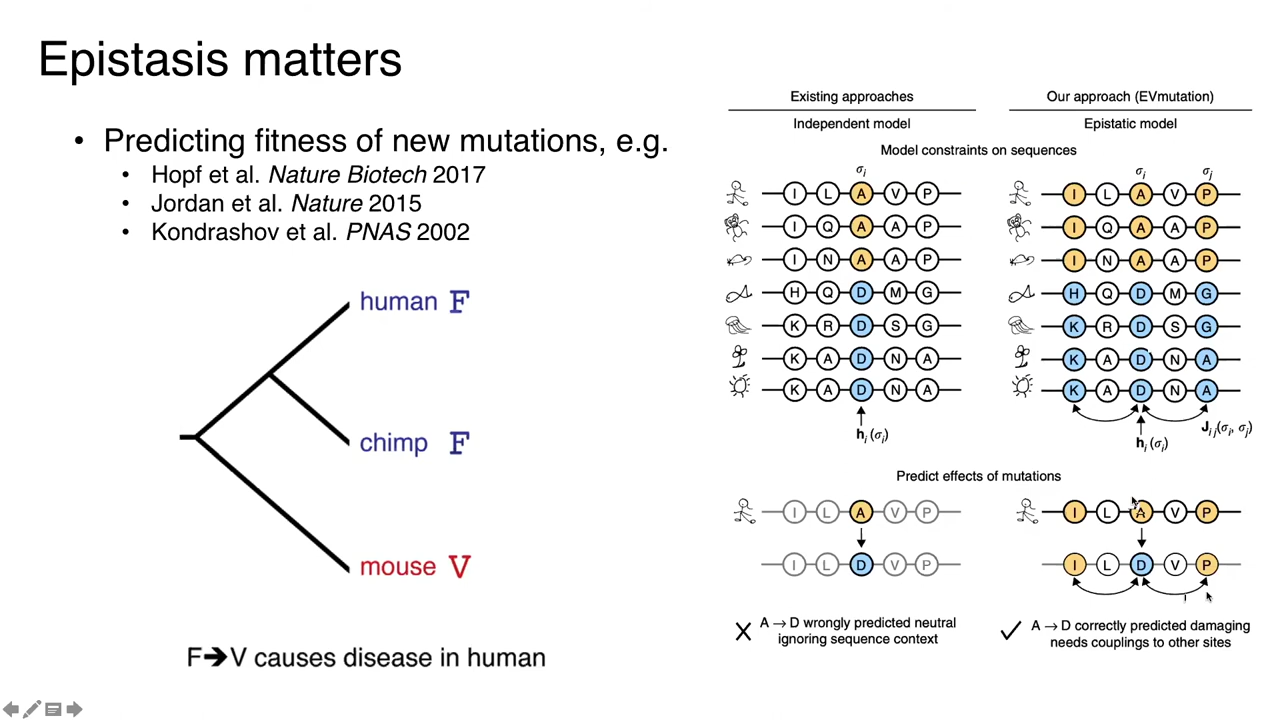 Epistasis matters
• Predicting fitness of new mutations, e.g.
• Hopf et al. Nature Biotech 2017
• Jordan et al. Nature 2015
• Kondrashov et al. PNAS 2002
human F
chimp F
mouse V
F➔V causes disease in human
Existing approaches
Independent model
Our approach (EVmutation)
Epistatic model
Model constraints on sequences
σi
σi σj
I L A V P
I L A V P
I Q A A P
I Q A A P
I N A A P
I N A A P
H Q D M G
H Q D M G
K R D S G
K R D S G
K A D N A
K A D N A
K A D N A
K A D N A
hi(σi)
hi(σi)
Jij(σi, σj)
Predict effects of mutations
I L A V P
I L A V P
I L D V P
I L D V P
A → D wrongly predicted neutral
ignoring sequence context
A → D correctly predicted damaging
needs couplings to other sites